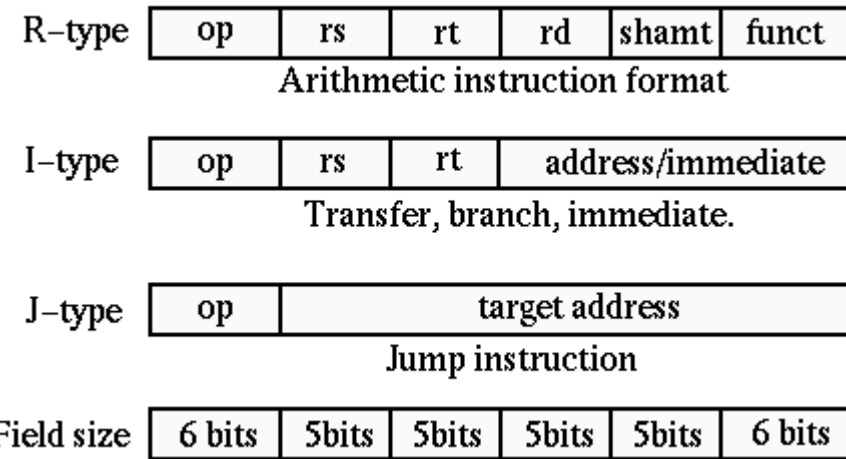 R-type op rs rt rd shamt funct
Arithmetic instruction format
I-type op rs rt address/immediate
Transfer, branch, immediate.
J-type op target address
Jump instruction
Field size 6 bits 5bits 5bits 5bits 5bits 6 bits